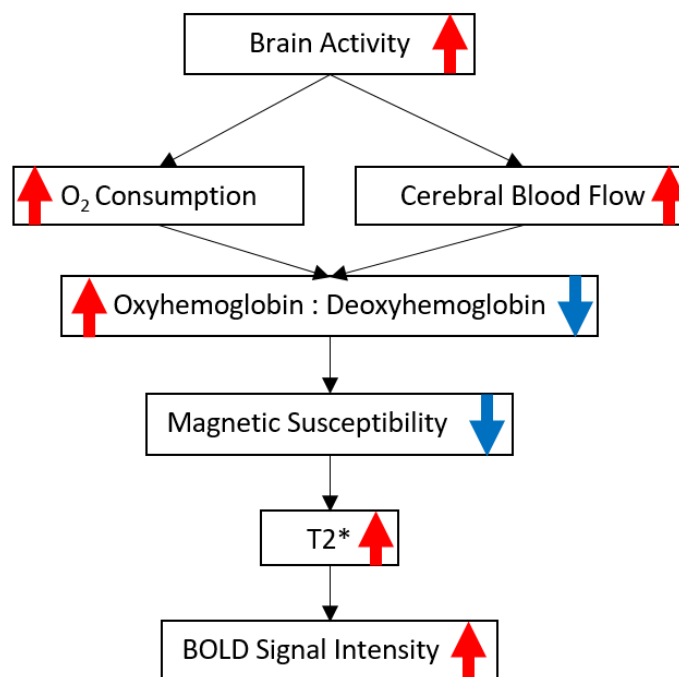 Brain Activity
O₂ Consumption
Cerebral Blood Flow
Oxyhemoglobin : Deoxyhemoglobin
Magnetic Susceptibility
T2*
BOLD Signal Intensity